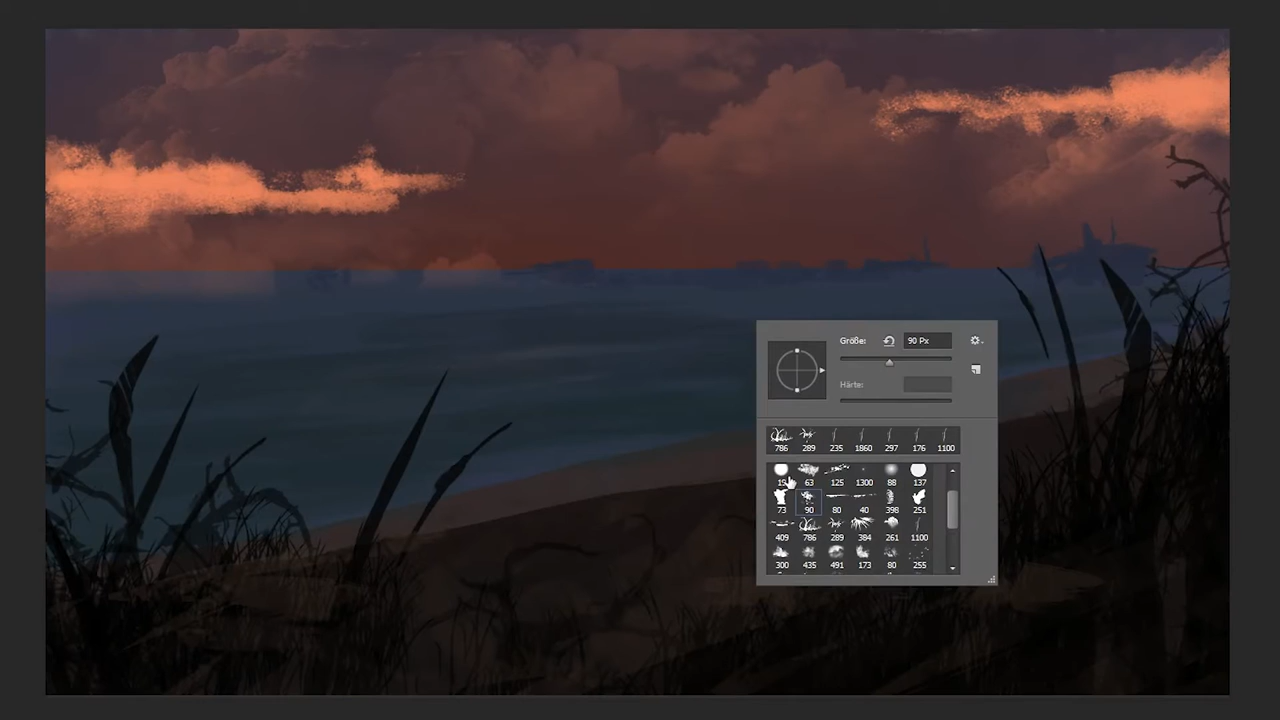 Größe:
90 Px
Härte:
786 289 235 1860 297 176 1100
63 125 1300 88 137
73 90 80 40 398 251
409 786 289 384 261 1100
300 435 491 173 80 255